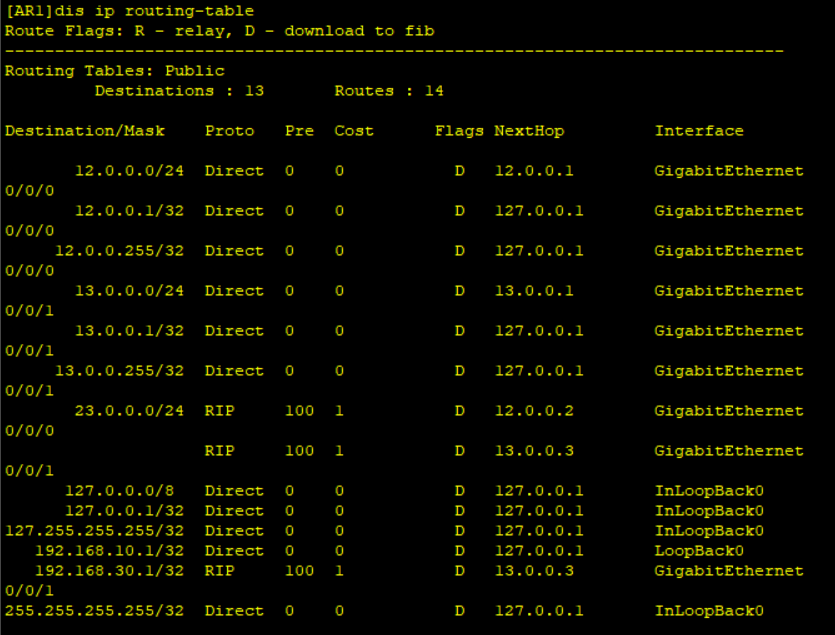 [AR1]dis ip routing-table
Route Flags: R - relay, D - download to fib
------------------------------------------------------------------------------
Routing Tables: Public
         Destinations : 13       Routes : 14

Destination/Mask    Proto   Pre  Cost      Flags NextHop         Interface

       12.0.0.0/24  Direct  0    0           D   12.0.0.1        GigabitEthernet
0/0/0
       12.0.0.1/32  Direct  0    0           D   127.0.0.1       GigabitEthernet
0/0/0
     12.0.0.255/32  Direct  0    0           D   127.0.0.1       GigabitEthernet
0/0/0
       13.0.0.0/24  Direct  0    0           D   13.0.0.1        GigabitEthernet
0/0/1
       13.0.0.1/32  Direct  0    0           D   127.0.0.1       GigabitEthernet
0/0/1
     13.0.0.255/32  Direct  0    0           D   127.0.0.1       GigabitEthernet
0/0/1
       23.0.0.0/24  RIP     100  1           D   12.0.0.2        GigabitEthernet
0/0/0
                    RIP     100  1           D   13.0.0.3        GigabitEthernet
0/0/1
      127.0.0.0/8   Direct  0    0           D   127.0.0.1       InLoopBack0
      127.0.0.1/32  Direct  0    0           D   127.0.0.1       InLoopBack0
127.255.255.255/32  Direct  0    0           D   127.0.0.1       InLoopBack0
   192.168.10.1/32  Direct  0    0           D   127.0.0.1       LoopBack0
   192.168.30.1/32  RIP     100  1           D   13.0.0.3        GigabitEthernet
0/0/1
255.255.255.255/32  Direct  0    0           D   127.0.0.1       InLoopBack0